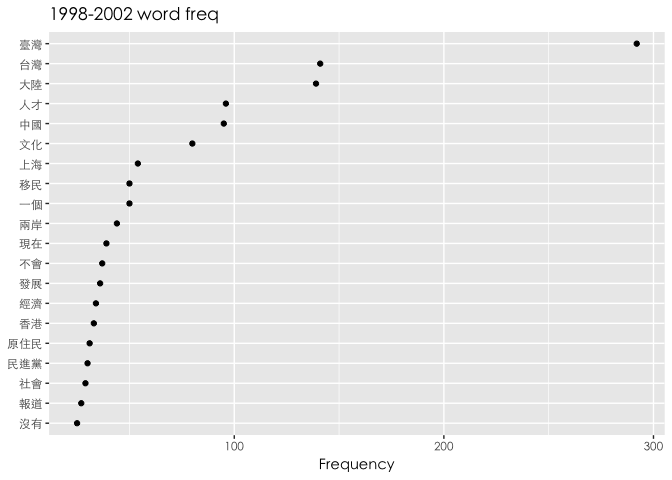 1998-2002 word freq
臺灣
台灣
大陸
人才
中國
文化
上海
移民
一個
兩岸
現在
不會
發展
經濟
香港
原住民
民進黨
社會
報道
沒有
100 200 300
Frequency